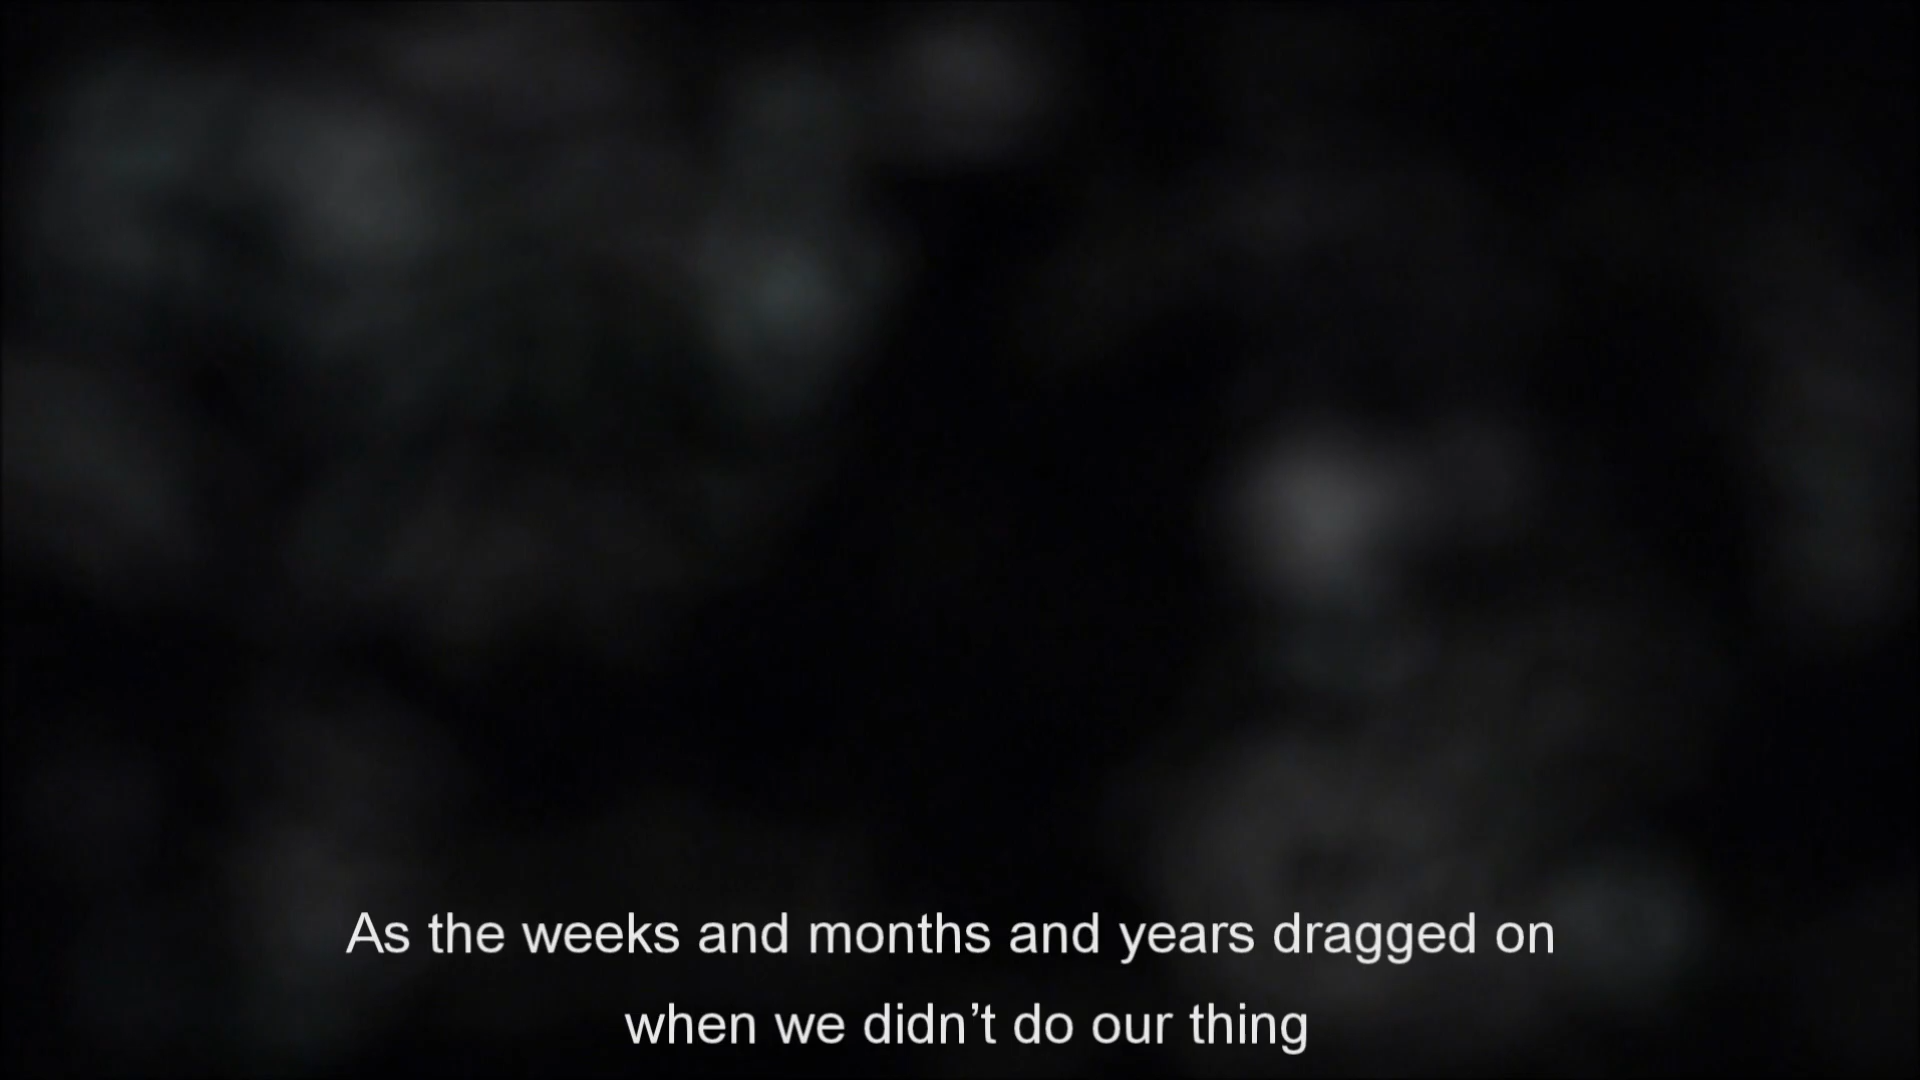 As the weeks and months and years dragged on
when we didn’t do our thing